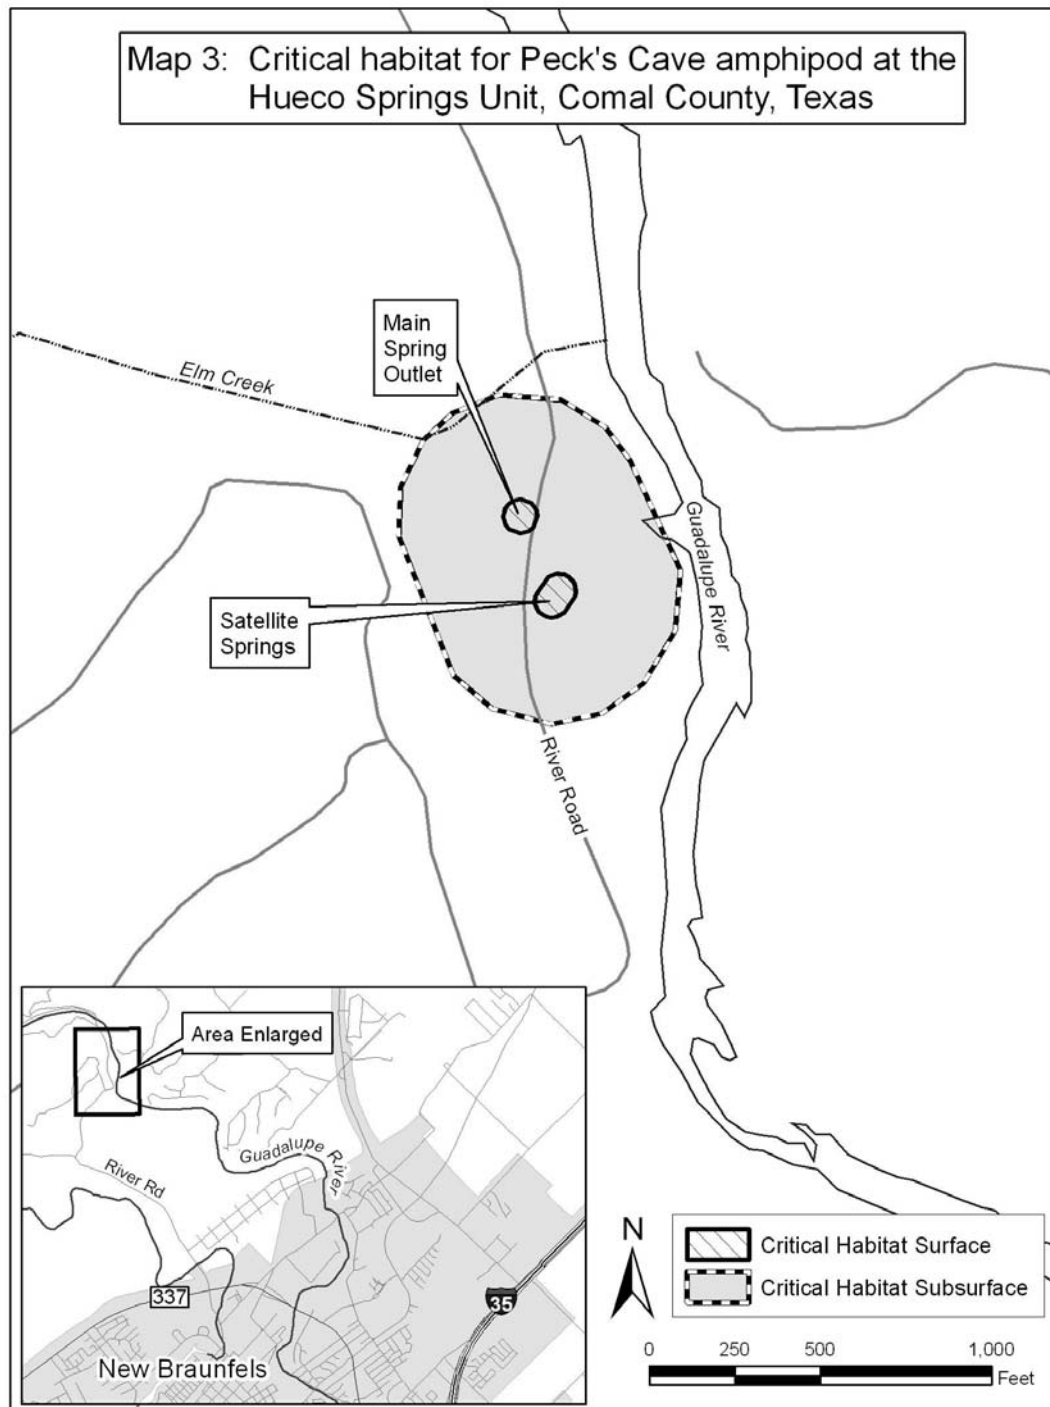 Map 3: Critical habitat for Peck's Cave amphipod at the
Hueco Springs Unit, Comal County, Texas
Main
Spring
Outlet
Elm Creek
Guadalupe River
Satellite
Springs
River Road
Area Enlarged
Guadalupe River
River Rd
337
35
New Braunfels
N
Critical Habitat Surface
Critical Habitat Subsurface
0 250 500 1,000
Feet